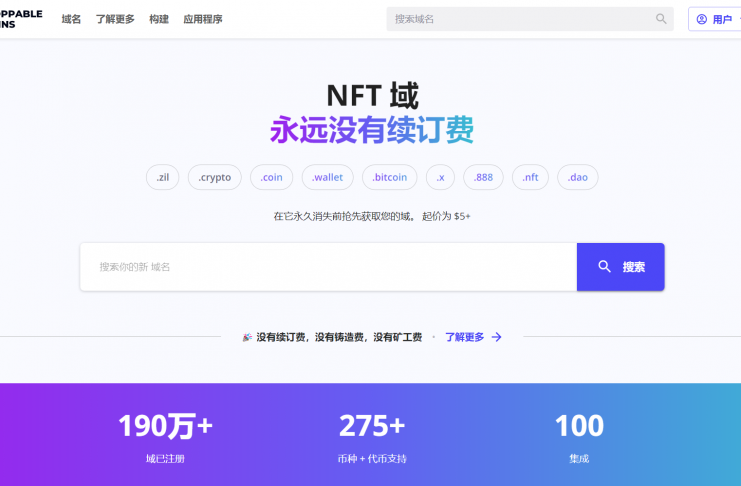 OPPABLE
NS
域名 了解更多 构建 应用程序
搜索域名
用户
NFT 域
永远没有续订费
.zil .crypto .coin .wallet .bitcoin .x .888 .nft .dao
在它永久消失前抢先获取您的域。 起价为 $5+
搜索你的新 域名
搜索
没有续订费，没有铸造费，没有矿工费 · 了解更多 →
190万+ 275+ 100
域已注册 币种 + 代币支持 集成